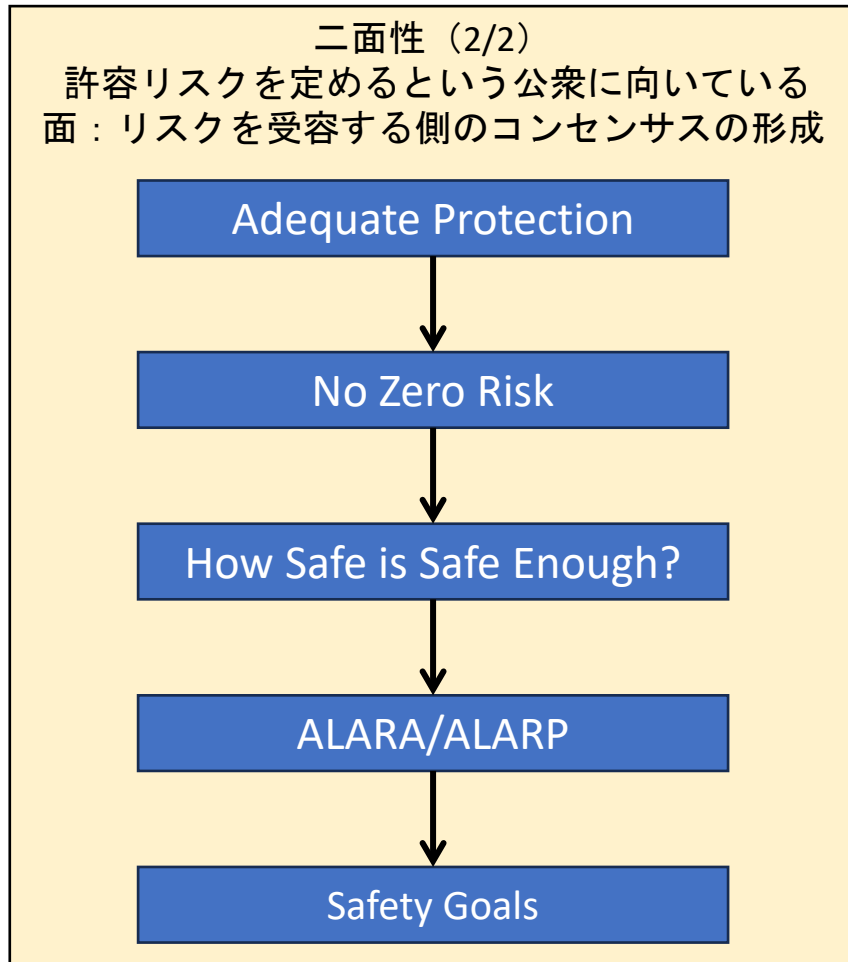 二面性（2/2）
許容リスクを定めるという公衆に向いている
面：リスクを受容する側のコンセンサスの形成
Adequate Protection
No Zero Risk
How Safe is Safe Enough?
ALARA/ALARP
Safety Goals